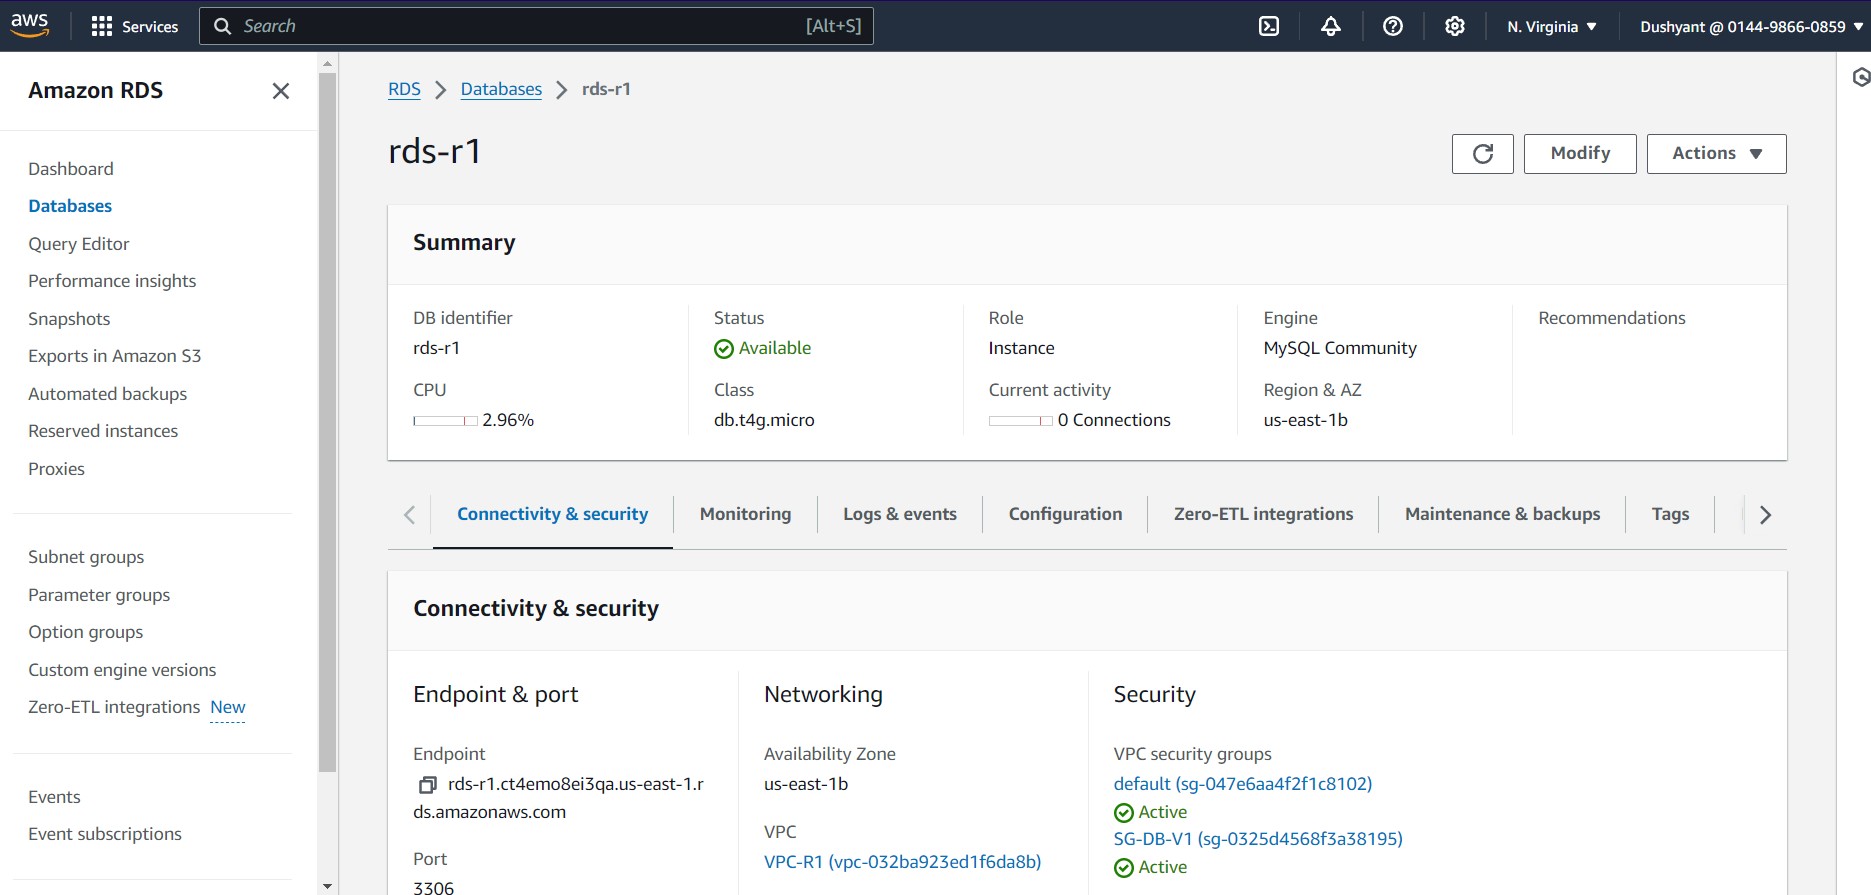 aws
Services
Search
[Alt+S]
N. Virginia
Dushyant @ 0144-9866-0859
Amazon RDS
Dashboard
Databases
Query Editor
Performance insights
Snapshots
Exports in Amazon S3
Automated backups
Reserved instances
Proxies
Subnet groups
Parameter groups
Option groups
Custom engine versions
Zero-ETL integrations New
Events
Event subscriptions
RDS
Databases
rds-r1
rds-r1
Modify
Actions
Summary
DB identifier
rds-r1
CPU
2.96%
Status
Available
Class
db.t4g.micro
Role
Instance
Current activity
0 Connections
Engine
MySQL Community
Region & AZ
us-east-1b
Recommendations
Connectivity & security
Monitoring
Logs & events
Configuration
Zero-ETL integrations
Maintenance & backups
Tags
Connectivity & security
Endpoint & port
Endpoint
rds-r1.ct4emo8ei3qa.us-east-1.r
ds.amazonaws.com
Port
3306
Networking
Availability Zone
us-east-1b
VPC
VPC-R1 (vpc-032ba923ed1f6da8b)
Security
VPC security groups
default (sg-047e6aa4f2f1c8102)
Active
SG-DB-V1 (sg-0325d4568f3a38195)
Active